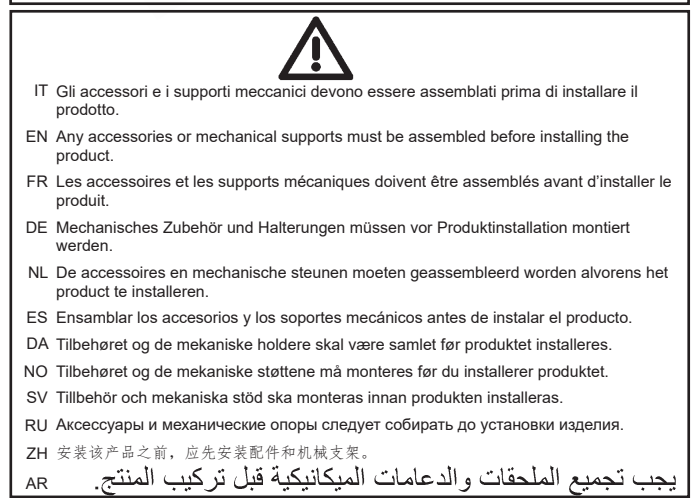 IT Gli accessori e i supporti meccanici devono essere assemblati prima di installare il
prodotto.
EN Any accessories or mechanical supports must be assembled before installing the
product.
FR Les accessoires et les supports mécaniques doivent être assemblés avant d’installer le
produit.
DE Mechanisches Zubehör und Halterungen müssen vor Produktinstallation montiert
werden.
NL De accessoires en mechanische steunen moeten geassembleerd worden alvorens het
product te installeren.
ES Ensamblar los accesorios y los soportes mecánicos antes de instalar el producto.
DA Tilbehøret og de mekaniske holdere skal være samlet før produktet installeres.
NO Tilbehøret og de mekaniske støttene må monteres før du installerer produktet.
SV Tillbehör och mekaniska stöd ska monteras innan produkten installeras.
RU Аксессуары и механические опоры следует собирать до установки изделия.
ZH 安装该产品之前，应先安装配件和机械支架。
AR يجب تجميع الملحقات والدعامات الميكانيكية قبل تركيب المنتج.